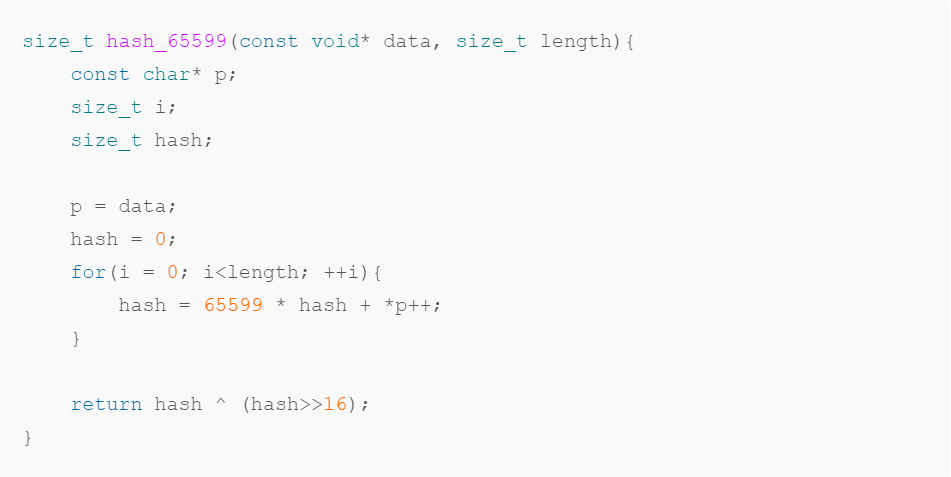 size_t hash_65599(const void* data, size_t length){
    const char* p;
    size_t i;
    size_t hash;

    p = data;
    hash = 0;
    for(i = 0; i<length; ++i){
        hash = 65599 * hash + *p++;
    }

    return hash ^ (hash>>16);
}